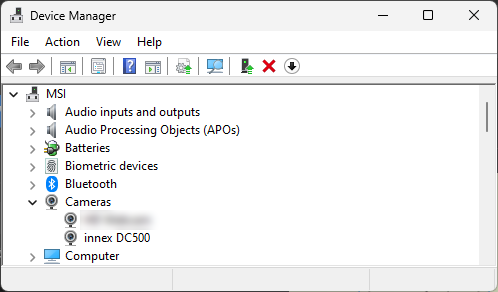 Device Manager
File Action View Help
MSI
Audio inputs and outputs
Audio Processing Objects (APOs)
Batteries
Biometric devices
Bluetooth
Cameras
innex DC500
Computer